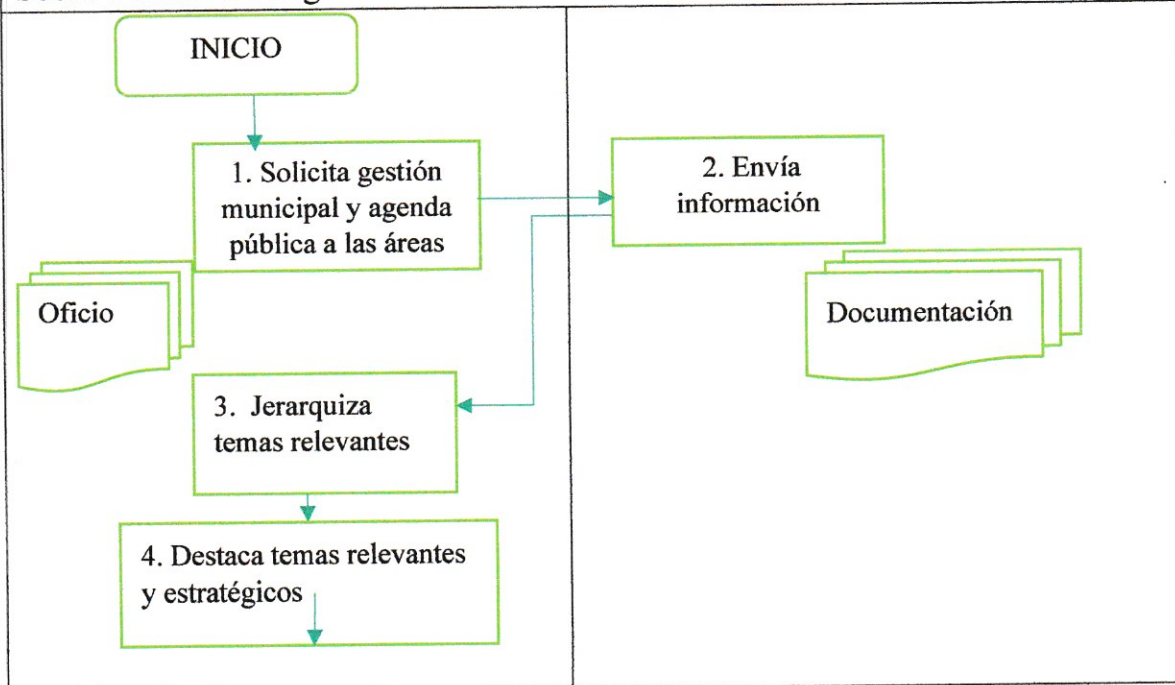 INICIO
1. Solicita gestión
municipal y agenda
pública a las áreas
2. Envía
información
Oficio
Documentación
3. Jerarquiza
temas relevantes
4. Destaca temas relevantes
y estratégicos